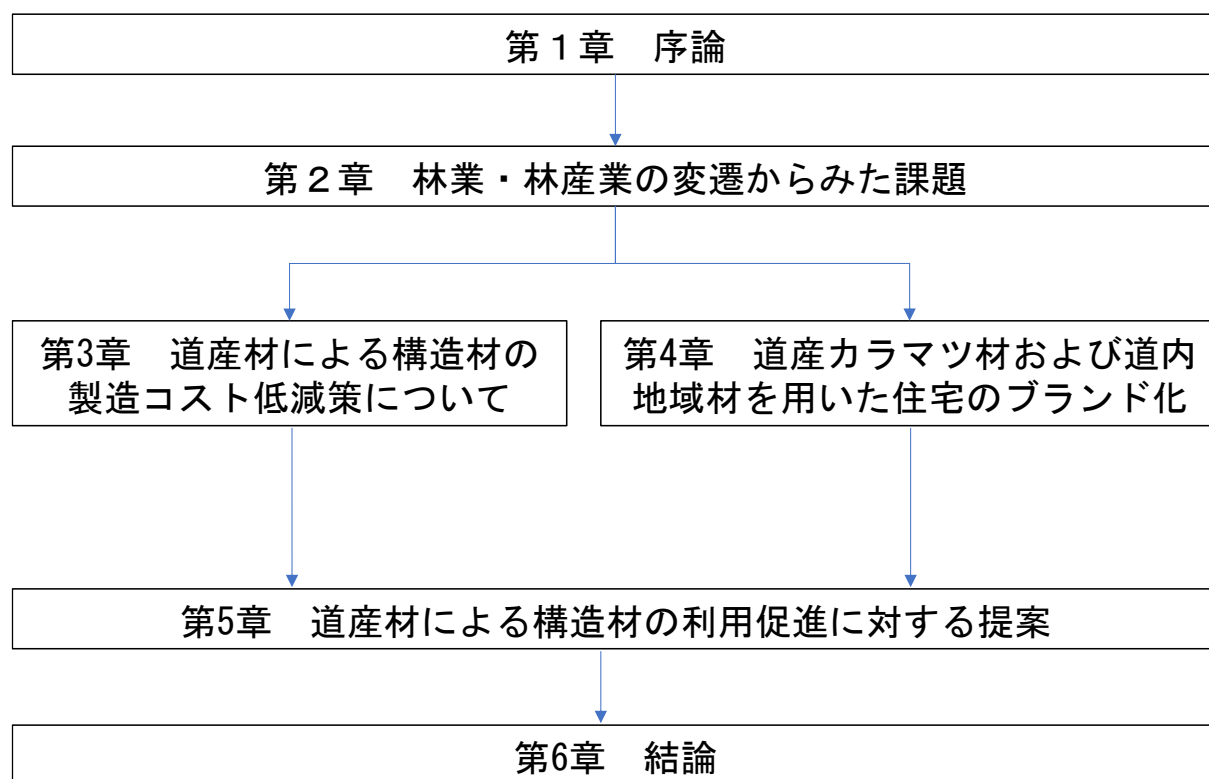 第１章　序論
第２章　林業・林産業の変遷からみた課題
第3章　道産材による構造材の
製造コスト低減策について
第4章　道産カラマツ材および道内
地域材を用いた住宅のブランド化
第5章　道産材による構造材の利用促進に対する提案
第6章　結論